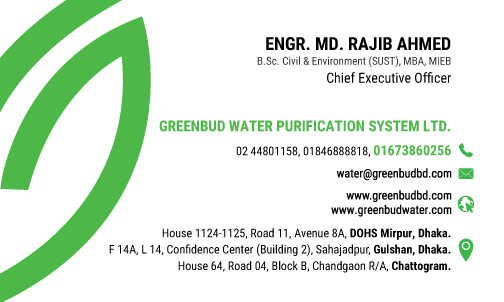 ENGR. MD. RAJIB AHMED
B.Sc. Civil & Environment (SUST), MBA, MIEB
Chief Executive Officer
GREENBUD WATER PURIFICATION SYSTEM LTD.
02 44801158, 01846888818, 01673860256
water@greenbudbd.com
www.greenbudbd.com
www.greenbudwater.com
House 1124-1125, Road 11, Avenue 8A, DOHS Mirpur, Dhaka.
F 14A, L 14, Confidence Center (Building 2), Sahajadpur, Gulshan, Dhaka.
House 64, Road 04, Block B, Chandgaon R/A, Chattogram.